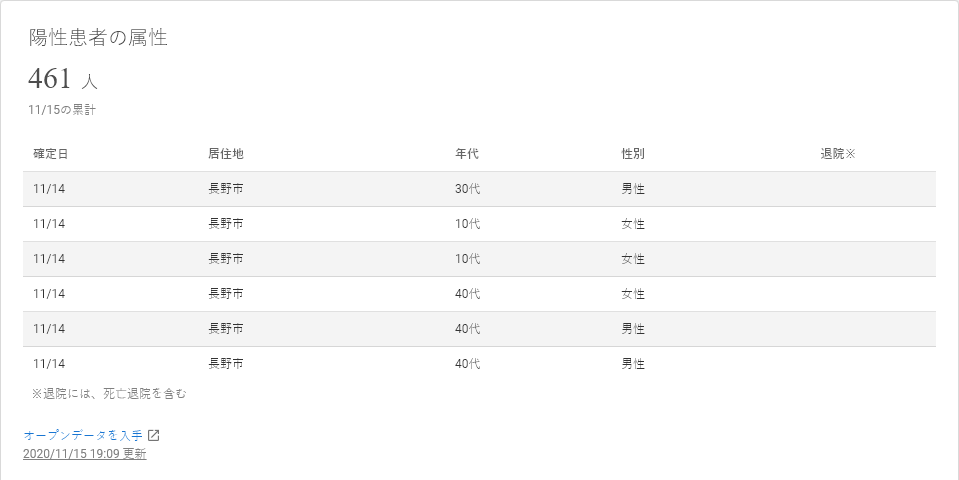 陽性患者の属性
461 人
11/15の累計
確定日 居住地 年代 性別 退院※
11/14 長野市 30代 男性
11/14 長野市 10代 女性
11/14 長野市 10代 女性
11/14 長野市 40代 女性
11/14 長野市 40代 男性
11/14 長野市 40代 男性
※退院には、死亡退院を含む
オープンデータを入手
2020/11/15 19:09 更新